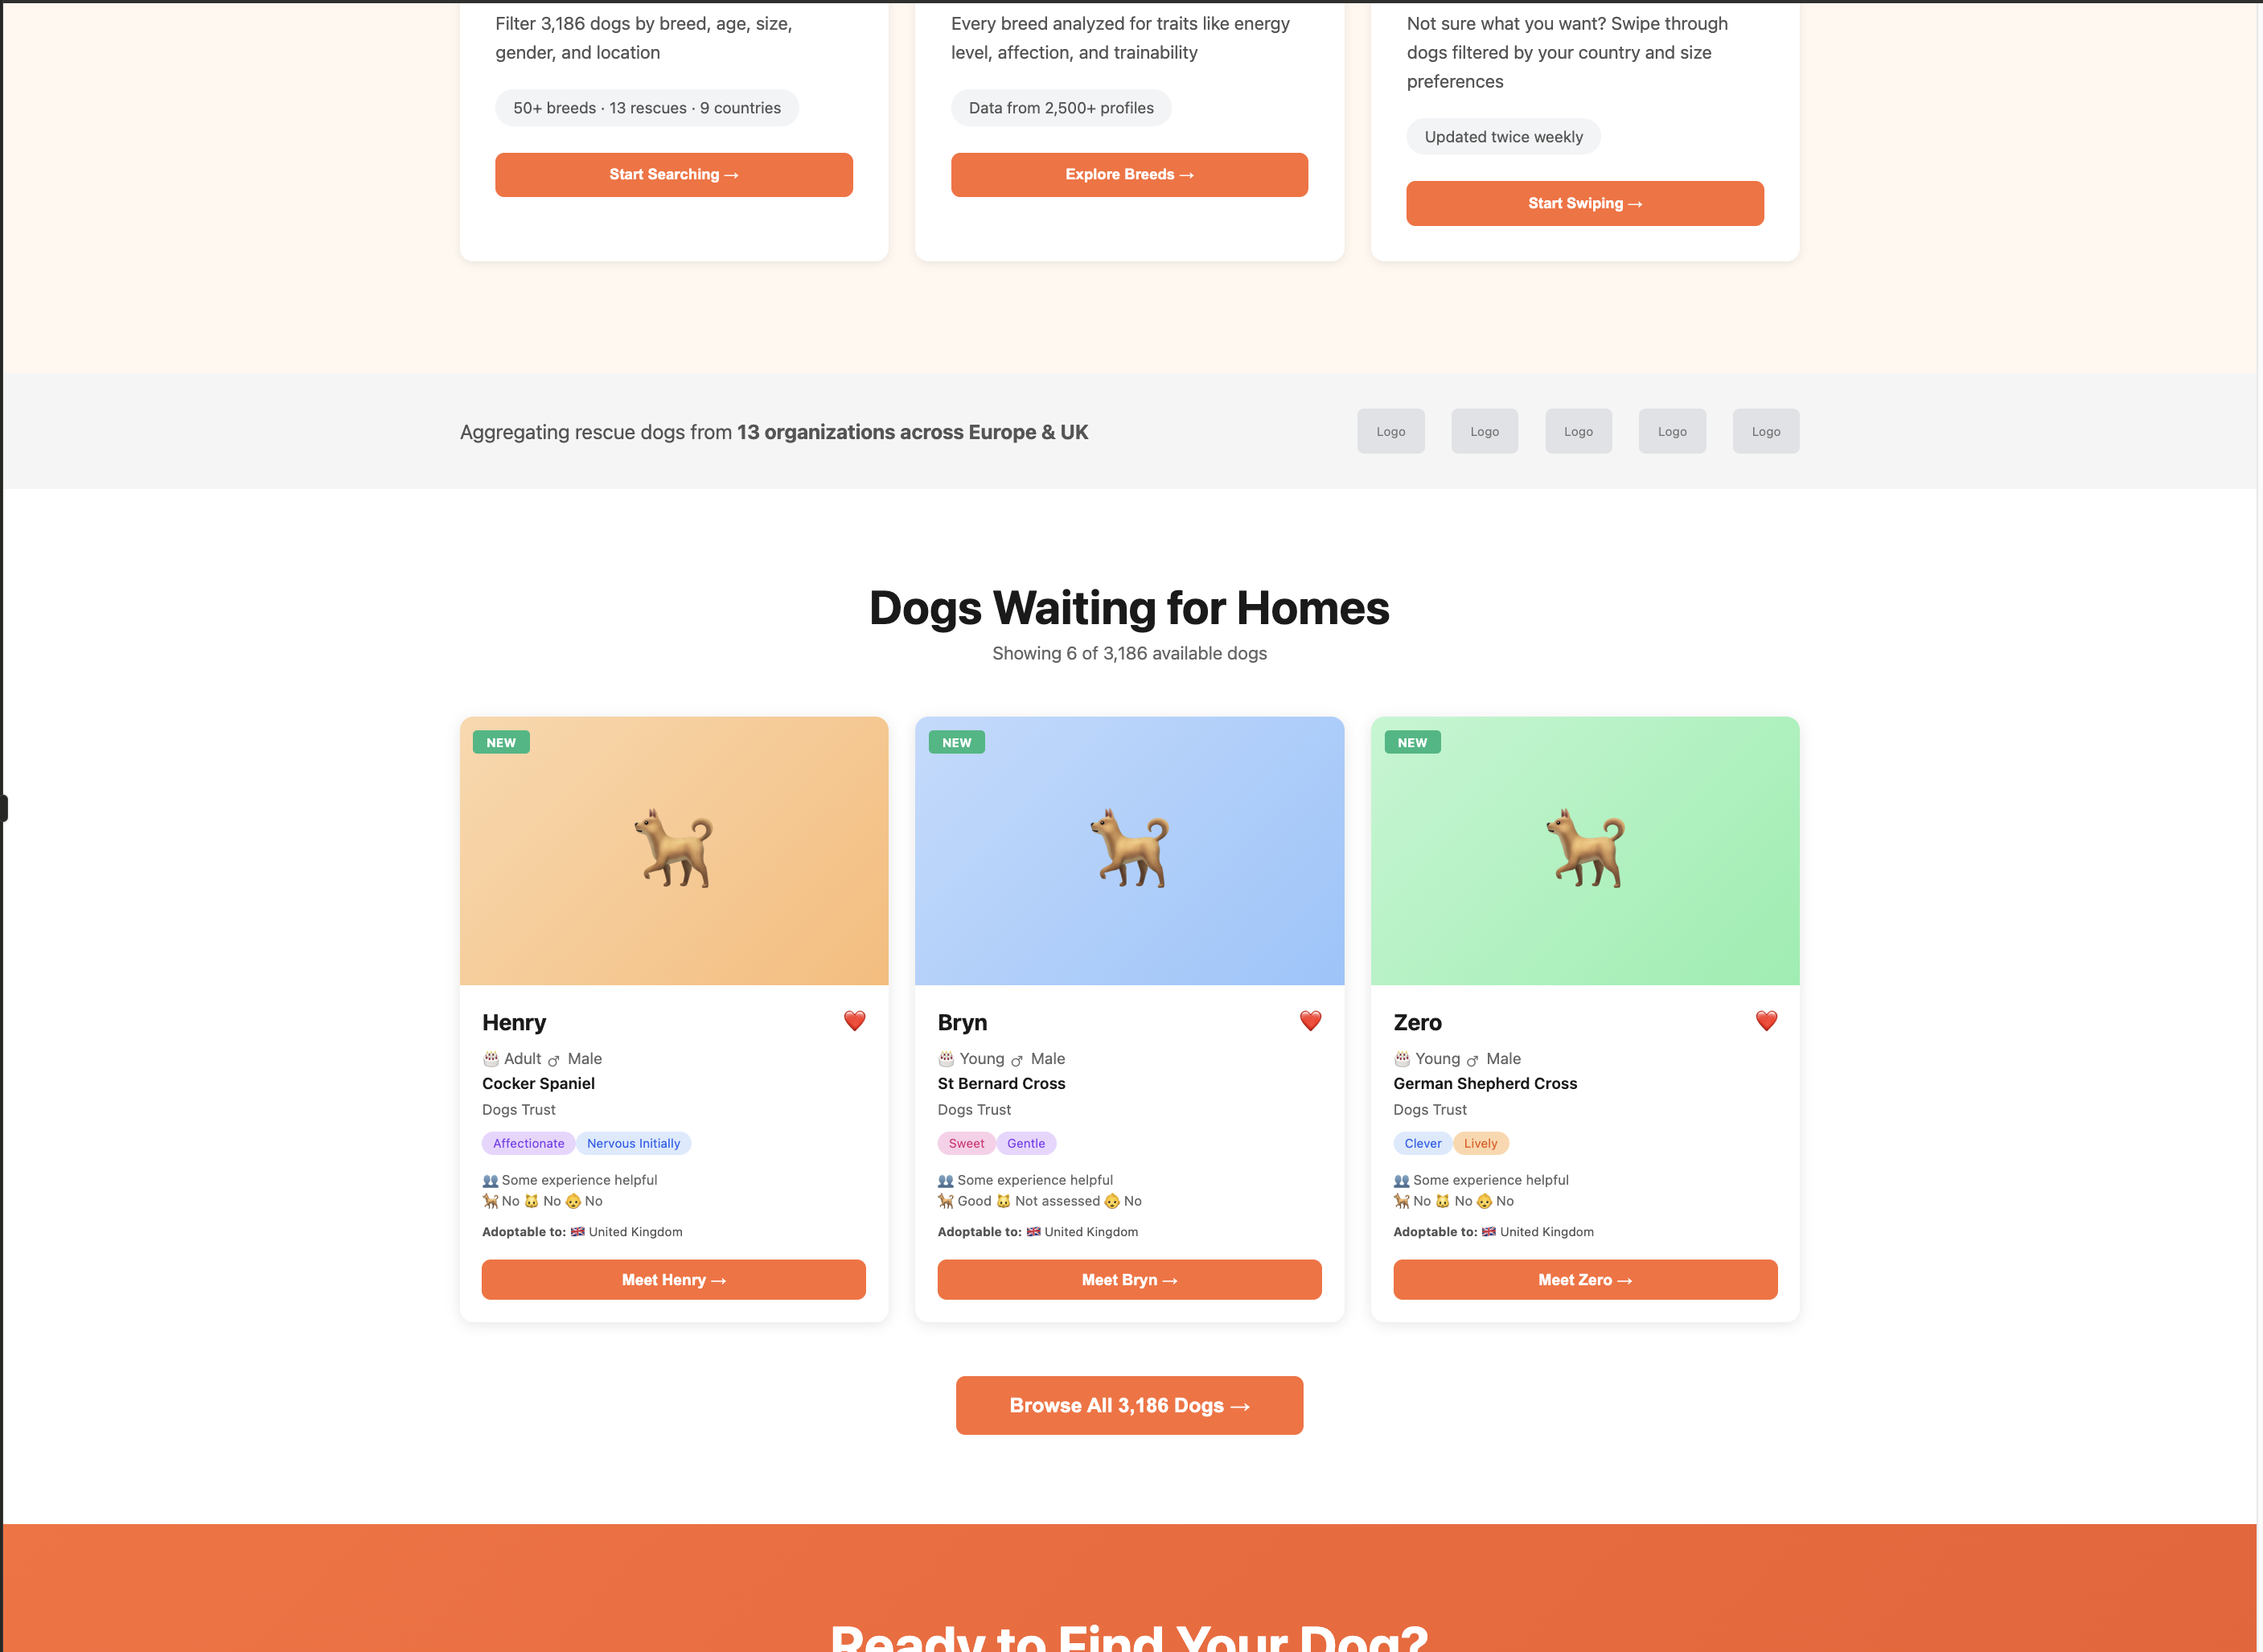 Filter 3,186 dogs by breed, age, size,
gender, and location
50+ breeds · 13 rescues · 9 countries
Start Searching →
Every breed analyzed for traits like energy
level, affection, and trainability
Data from 2,500+ profiles
Explore Breeds →
Not sure what you want? Swipe through
dogs filtered by your country and size
preferences
Updated twice weekly
Start Swiping →
Aggregating rescue dogs from 13 organizations across Europe & UK
Logo
Logo
Logo
Logo
Logo
Dogs Waiting for Homes
Showing 6 of 3,186 available dogs
NEW
Henry
Adult ♂ Male
Cocker Spaniel
Dogs Trust
Affectionate Nervous Initially
Some experience helpful
No No No
Adoptable to: 🇬🇧 United Kingdom
Meet Henry →
NEW
Bryn
Young ♂ Male
St Bernard Cross
Dogs Trust
Sweet Gentle
Some experience helpful
Good Not assessed No
Adoptable to: 🇬🇧 United Kingdom
Meet Bryn →
NEW
Zero
Young ♂ Male
German Shepherd Cross
Dogs Trust
Clever Lively
Some experience helpful
No No No
Adoptable to: 🇬🇧 United Kingdom
Meet Zero →
Browse All 3,186 Dogs →
Ready to Find Your Dog?